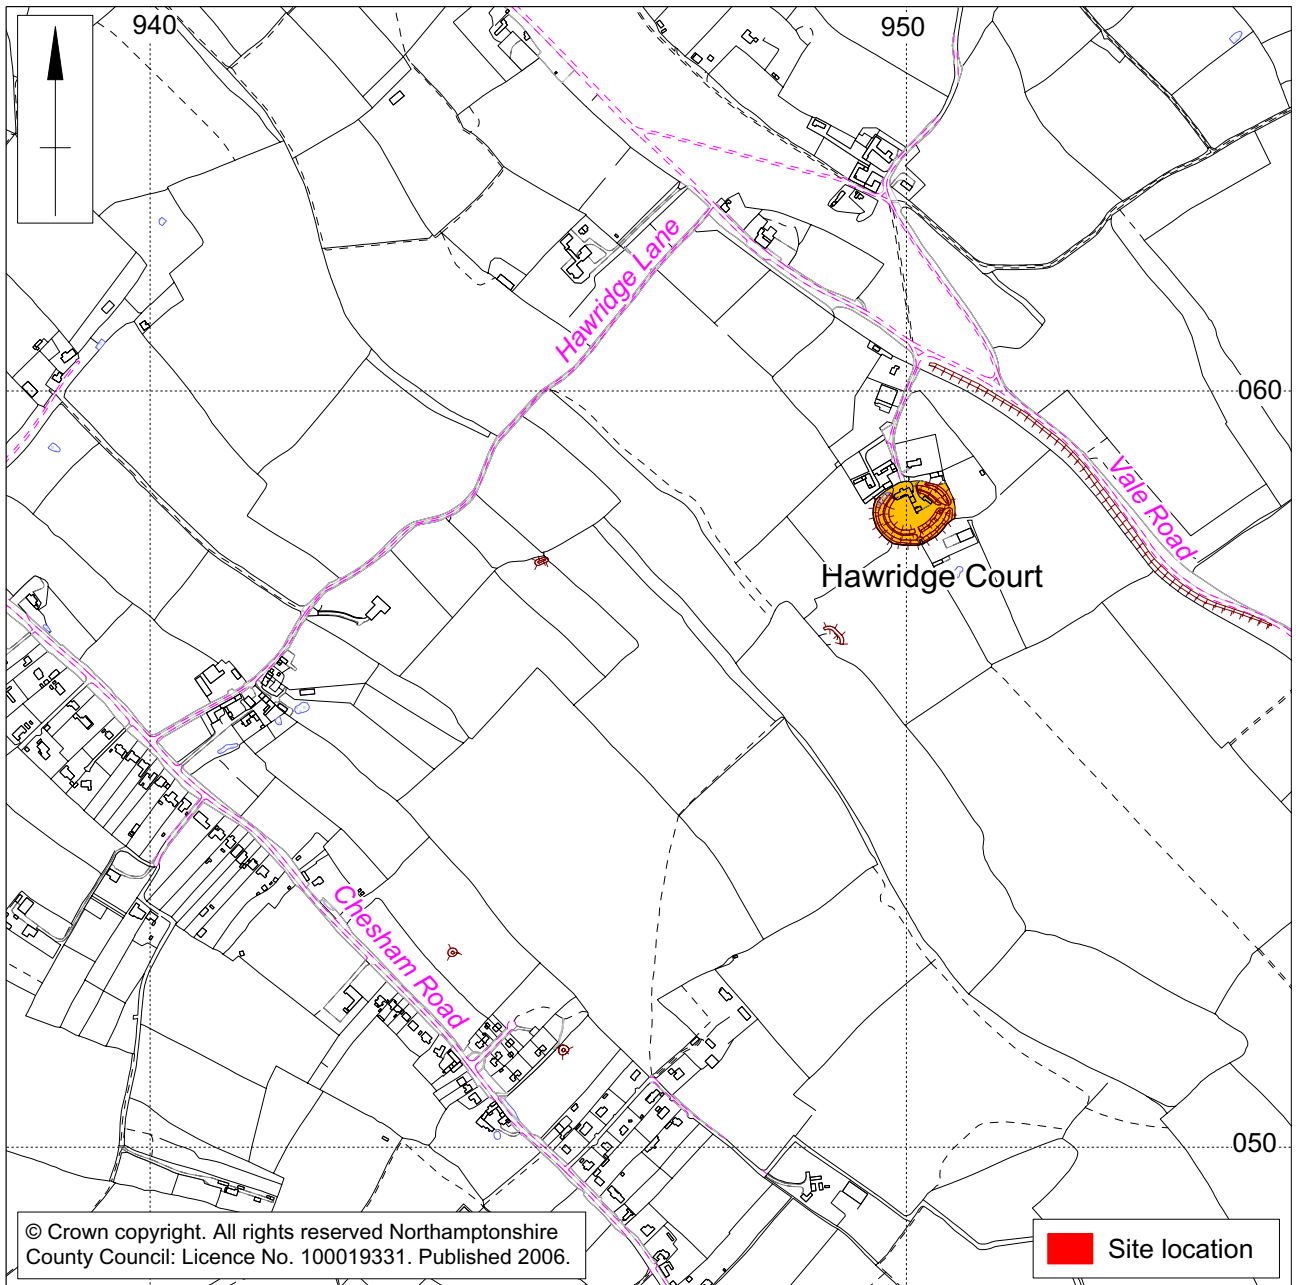 940
950
Hawridge Lane
060
Vale Road
Hawridge Court
Chesham Road
050
© Crown copyright. All rights reserved Northamptonshire
County Council: Licence No. 100019331. Published 2006.
Site location